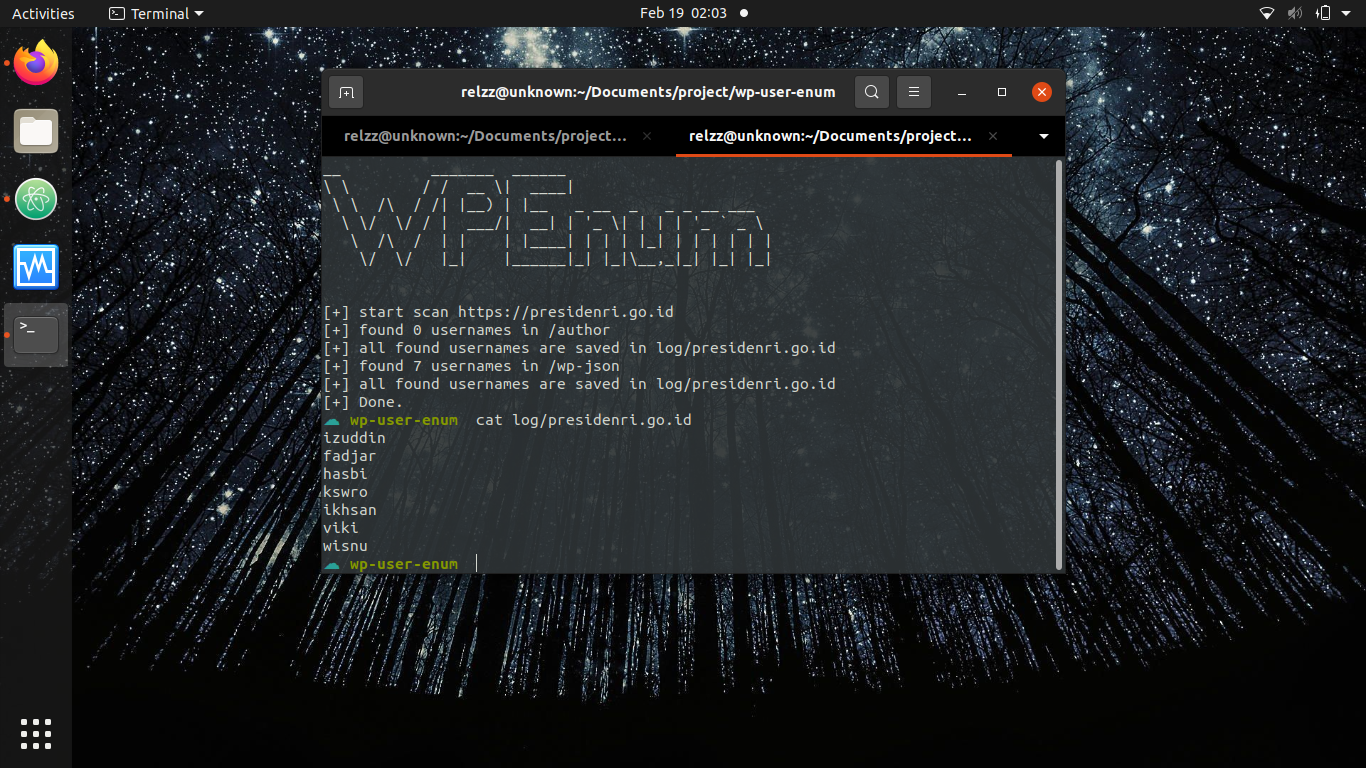 Activities
Terminal
Feb 19 02:03
relzz@unknown:~/Documents/project/wp-user-enum
relzz@unknown:~/Documents/project...
relzz@unknown:~/Documents/project...
WPEnum
[+] start scan https://presidenri.go.id
[+] found 0 usernames in /author
[+] all found usernames are saved in log/presidenri.go.id
[+] found 7 usernames in /wp-json
[+] all found usernames are saved in log/presidenri.go.id
[+] Done.
wp-user-enum cat log/presidenri.go.id
izuddin
fadjar
hasbi
kswro
ikhsan
viki
wisnu
wp-user-enum
>_